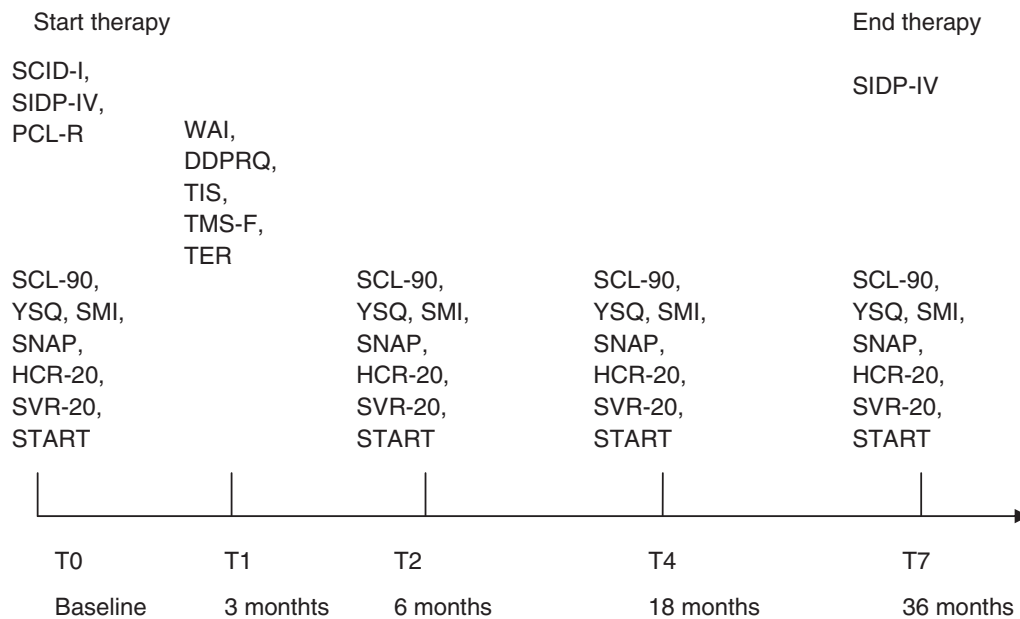 Start therapy
End therapy
SCID-I,
SIDP-IV,
PCL-R
SIDP-IV
WAI,
DDPRQ,
TIS,
TMS-F,
TER
SCL-90,
YSQ, SMI,
SNAP,
HCR-20,
SVR-20,
START
SCL-90,
YSQ, SMI,
SNAP,
HCR-20,
SVR-20,
START
SCL-90,
YSQ, SMI,
SNAP,
HCR-20,
SVR-20,
START
SCL-90,
YSQ, SMI,
SNAP,
HCR-20,
SVR-20,
START
T0
T1
T2
T4
T7
Baseline
3 monthts
6 months
18 months
36 months